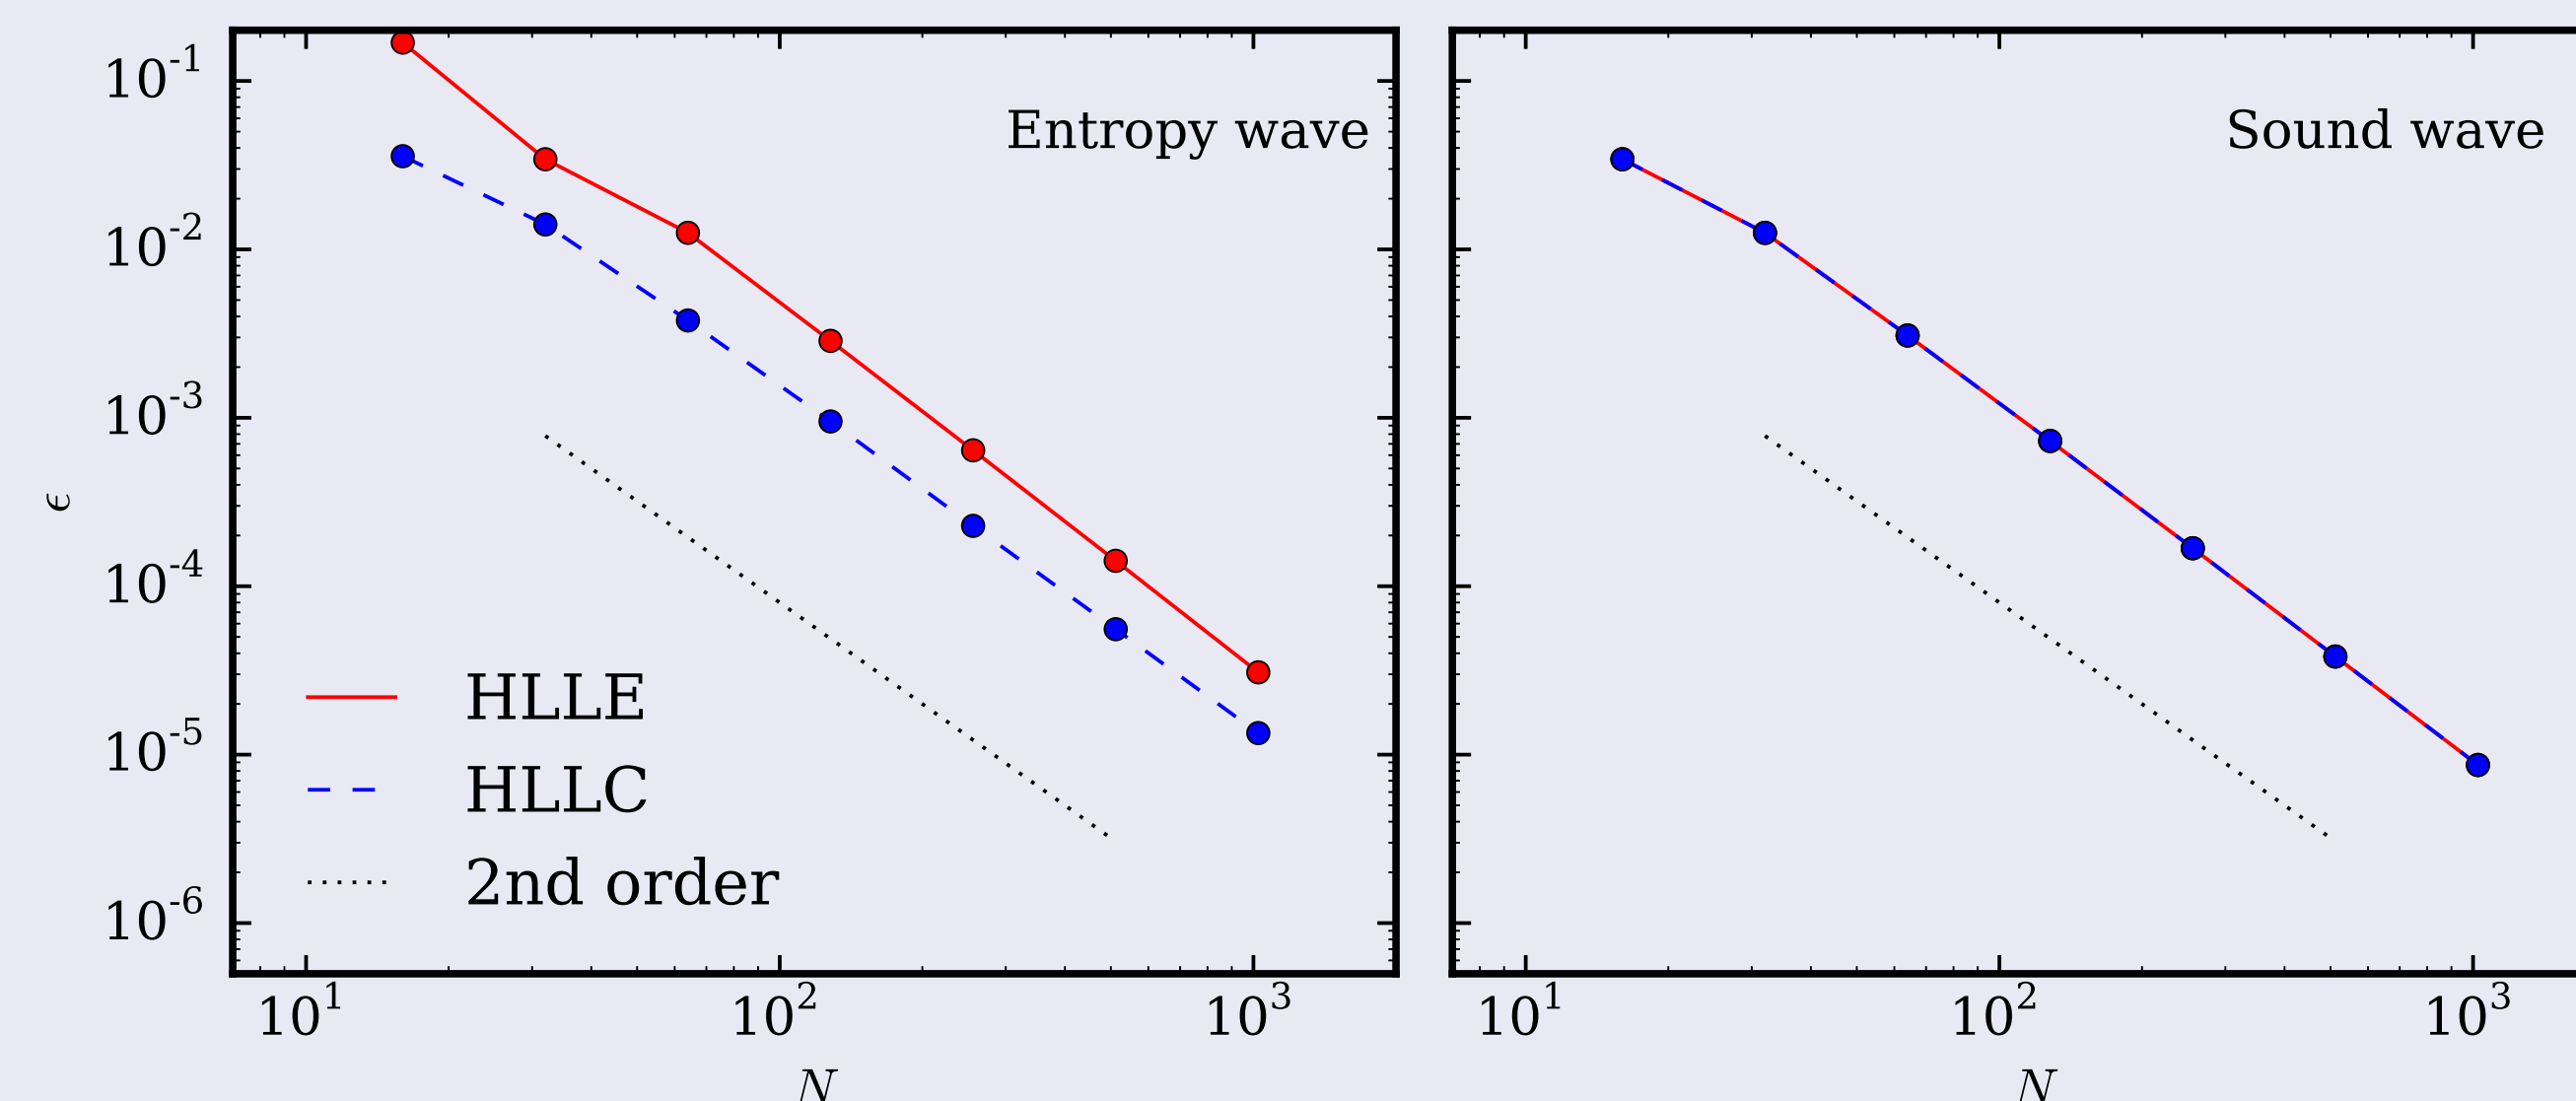 10^-1
10^-2
10^-3
10^-4
10^-5
10^-6
ϵ
Entropy wave
HLLE
HLLC
2nd order
10^1 10^2 10^3
N
Sound wave
10^1 10^2 10^3
N